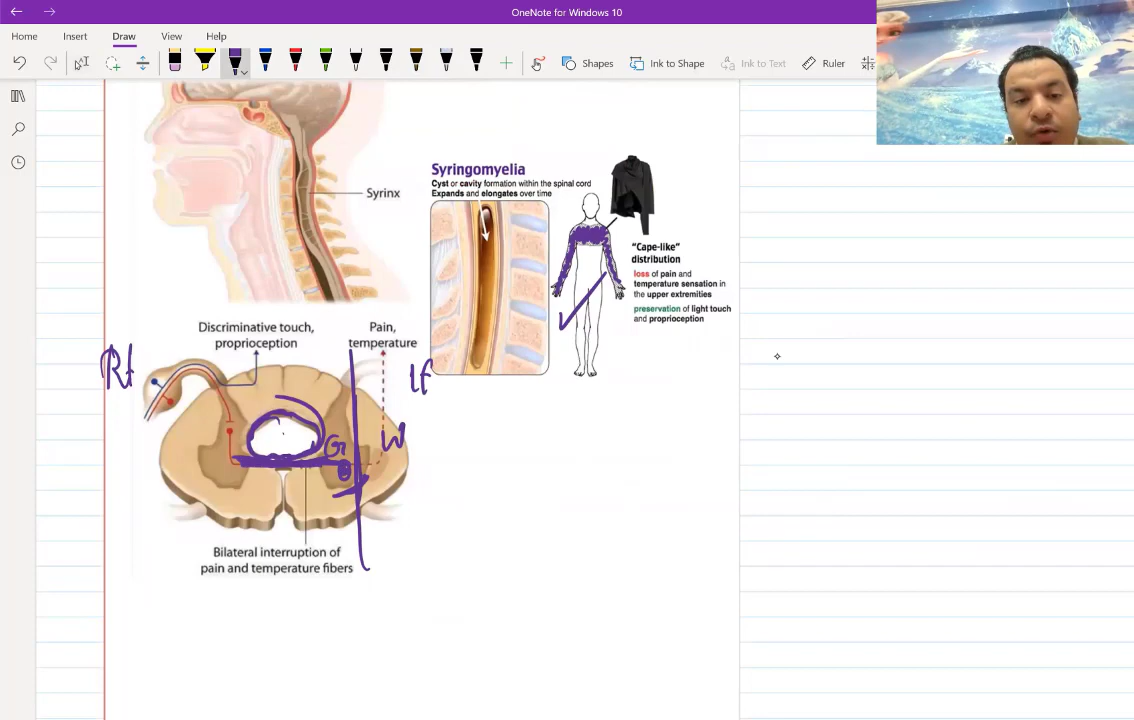 OneNote for Windows 10
Home Insert Draw View Help
Shapes Ink to Shape Ink to Text Ruler
Syrinx
Syringomyelia
Cyst or cavity formation within the spinal cord
Expands and elongates over time
"Cape-like"
distribution
loss of pain and
temperature sensation in
the upper extremities
preservation of light touch
and proprioception
Discriminative touch,
proprioception
Pain,
temperature
Rt
lf
G
W
Bilateral interruption of
pain and temperature fibers